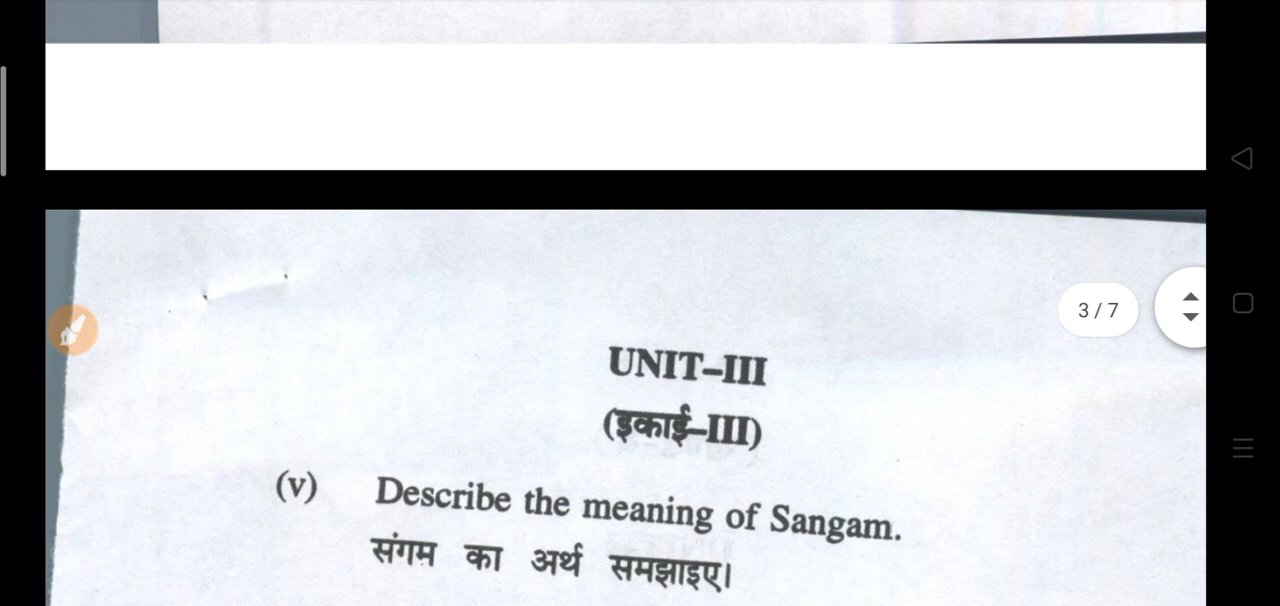 3 / 7
UNIT–III
(इकाई–III)
(v) Describe the meaning of Sangam.
संगम का अर्थ समझाइए।